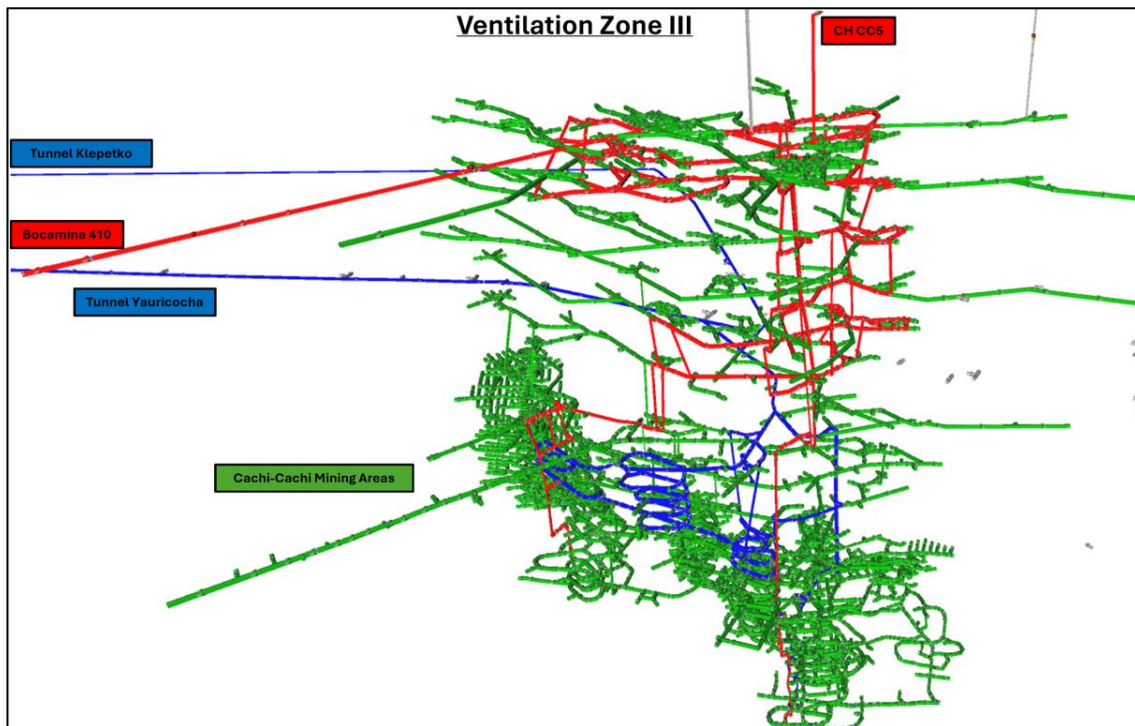 Ventilation Zone III
CH CC5
Tunnel Klepetko
Bocamina 410
Tunnel Yauricocha
Cachi-Cachi Mining Areas